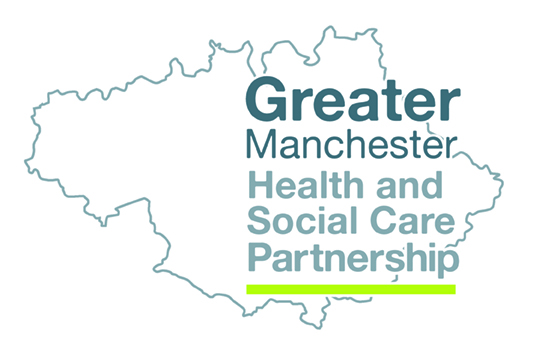 Greater
Manchester
Health and
Social Care
Partnership